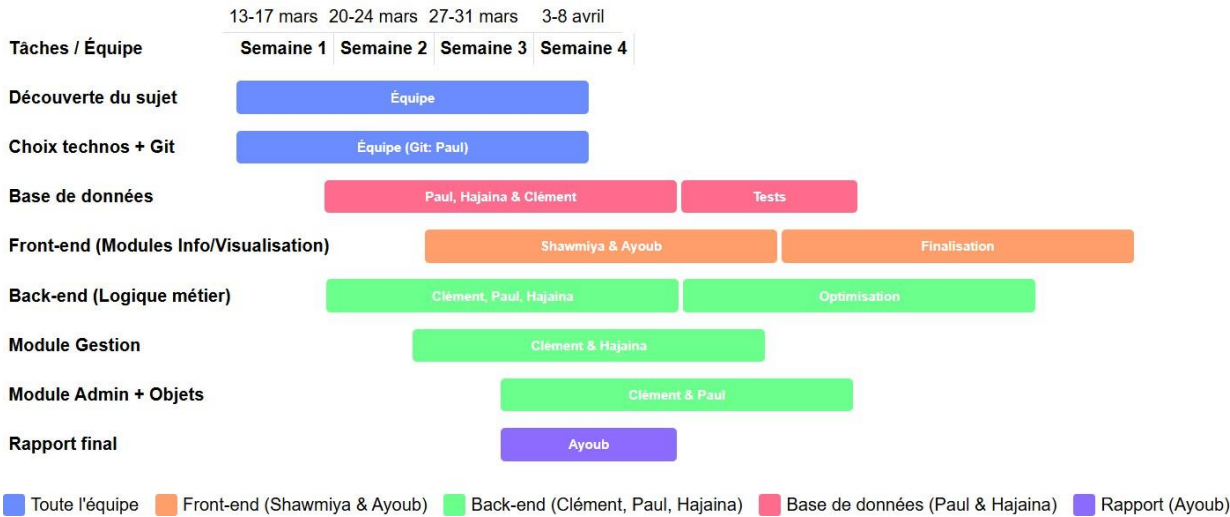 13-17 mars 20-24 mars 27-31 mars 3-8 avril
Tâches / Équipe Semaine 1 Semaine 2 Semaine 3 Semaine 4
Découverte du sujet Équipe
Choix technos + Git Équipe (Git: Paul)
Base de données Paul, Hajaina & Clément Tests
Front-end (Modules Info/Visualisation) Shawmiya & Ayoub Finalisation
Back-end (Logique métier) Clément, Paul, Hajaina Optimisation
Module Gestion Clément & Hajaina
Module Admin + Objets Clément & Paul
Rapport final Ayoub
Toute l'équipe Front-end (Shawmiya & Ayoub) Back-end (Clément, Paul, Hajaina) Base de données (Paul & Hajaina) Rapport (Ayoub)